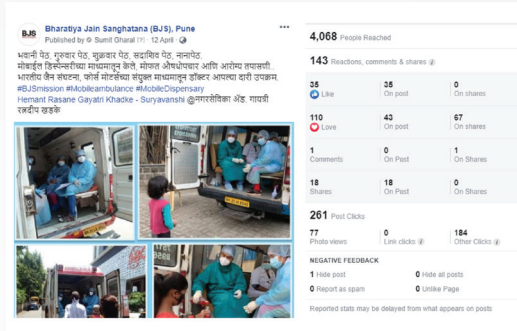 BJS
Bharatiya Jain Sanghatana (BJS), Pune
Published by Sumit Gharal [?] · 12 April ·
भवानी पेठ, गुरुवार पेठ, शुक्रवार पेठ, सदाशिव पेठ, नानापेठ.
मोबाईल डिस्पेन्सरीच्या माध्यमातून केले, मोफत औषधोपचार आणि आरोग्य तपासणी..
भारतीय जैन संघटना, फोर्स मोटर्सच्या संयुक्त माध्यमातून डॉक्टर आपल्या दारी उपक्रम.
#BJSmission #Mobileambulance #MobileDispensary
Hemant Rasane Gayatri Khadke - Suryavanshi @नगरसेविका ॲड. गायत्री
रत्नदीप खडके
4,068 People Reached
143 Reactions, comments & shares
35 35 0
Like On post On shares
110 43 67
Love On post On shares
1 0 1
Comments On Post On Shares
18 18 0
Shares On Post On Shares
261 Post Clicks
77 0 184
Photo views Link clicks Other Clicks
NEGATIVE FEEDBACK
1 Hide post 0 Hide all posts
0 Report as spam 0 Unlike Page
Reported stats may be delayed from what appears on posts